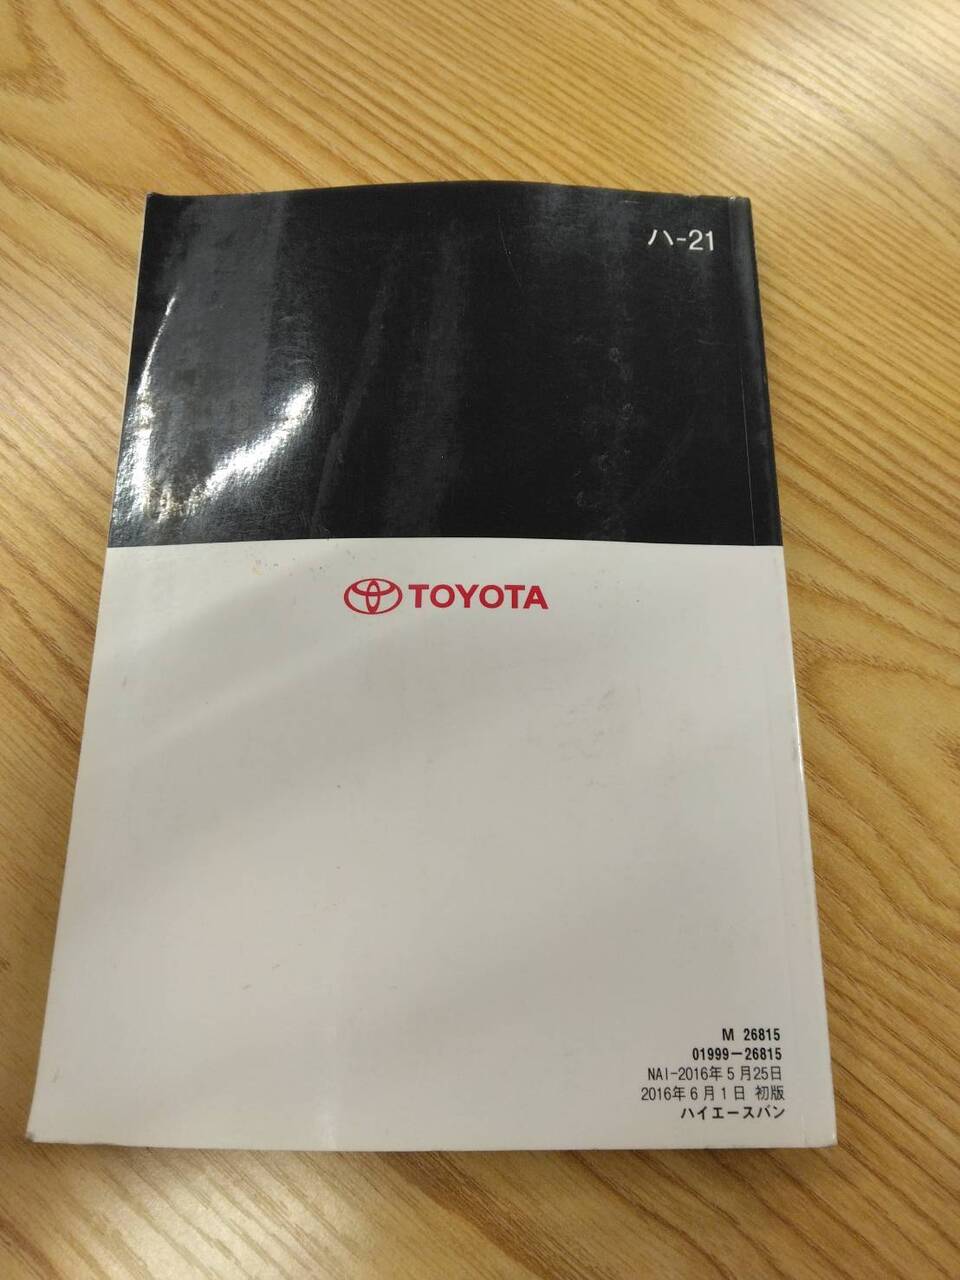 ハ-21
TOYOTA
M 26815
01999-26815
NAI-2016年5月25日
2016年6月1日 初版
ハイエースバン